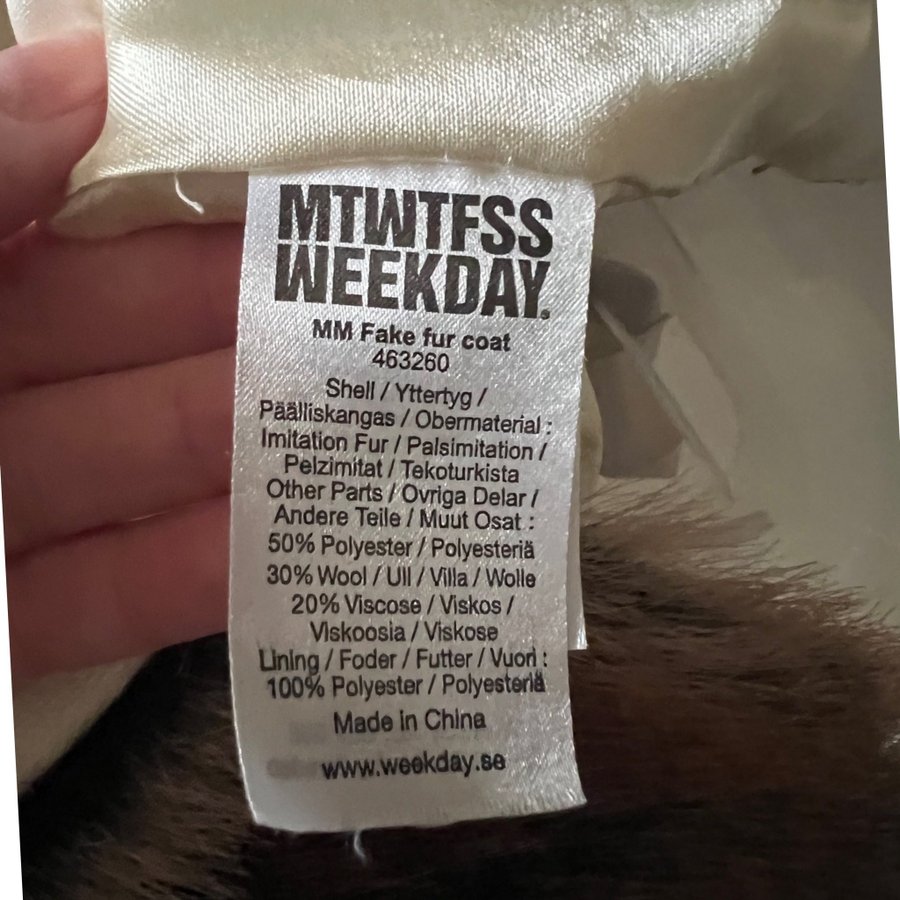 MTWTFSS
WEEKDAY®
MM Fake fur coat
463260
Shell / Yttertyg /
Päälliskangas / Obermaterial :
Imitation Fur / Palsimitation /
Pelzimitat / Tekoturkista
Other Parts / Ovriga Delar /
Andere Teile / Muut Osat :
50% Polyester / Polyesteriä
30% Wool / Ull / Villa / Wolle
20% Viscose / Viskos /
Viskoosia / Viskose
Lining / Foder / Futter / Vuori :
100% Polyester / Polyesteriä
Made in China
www.weekday.se